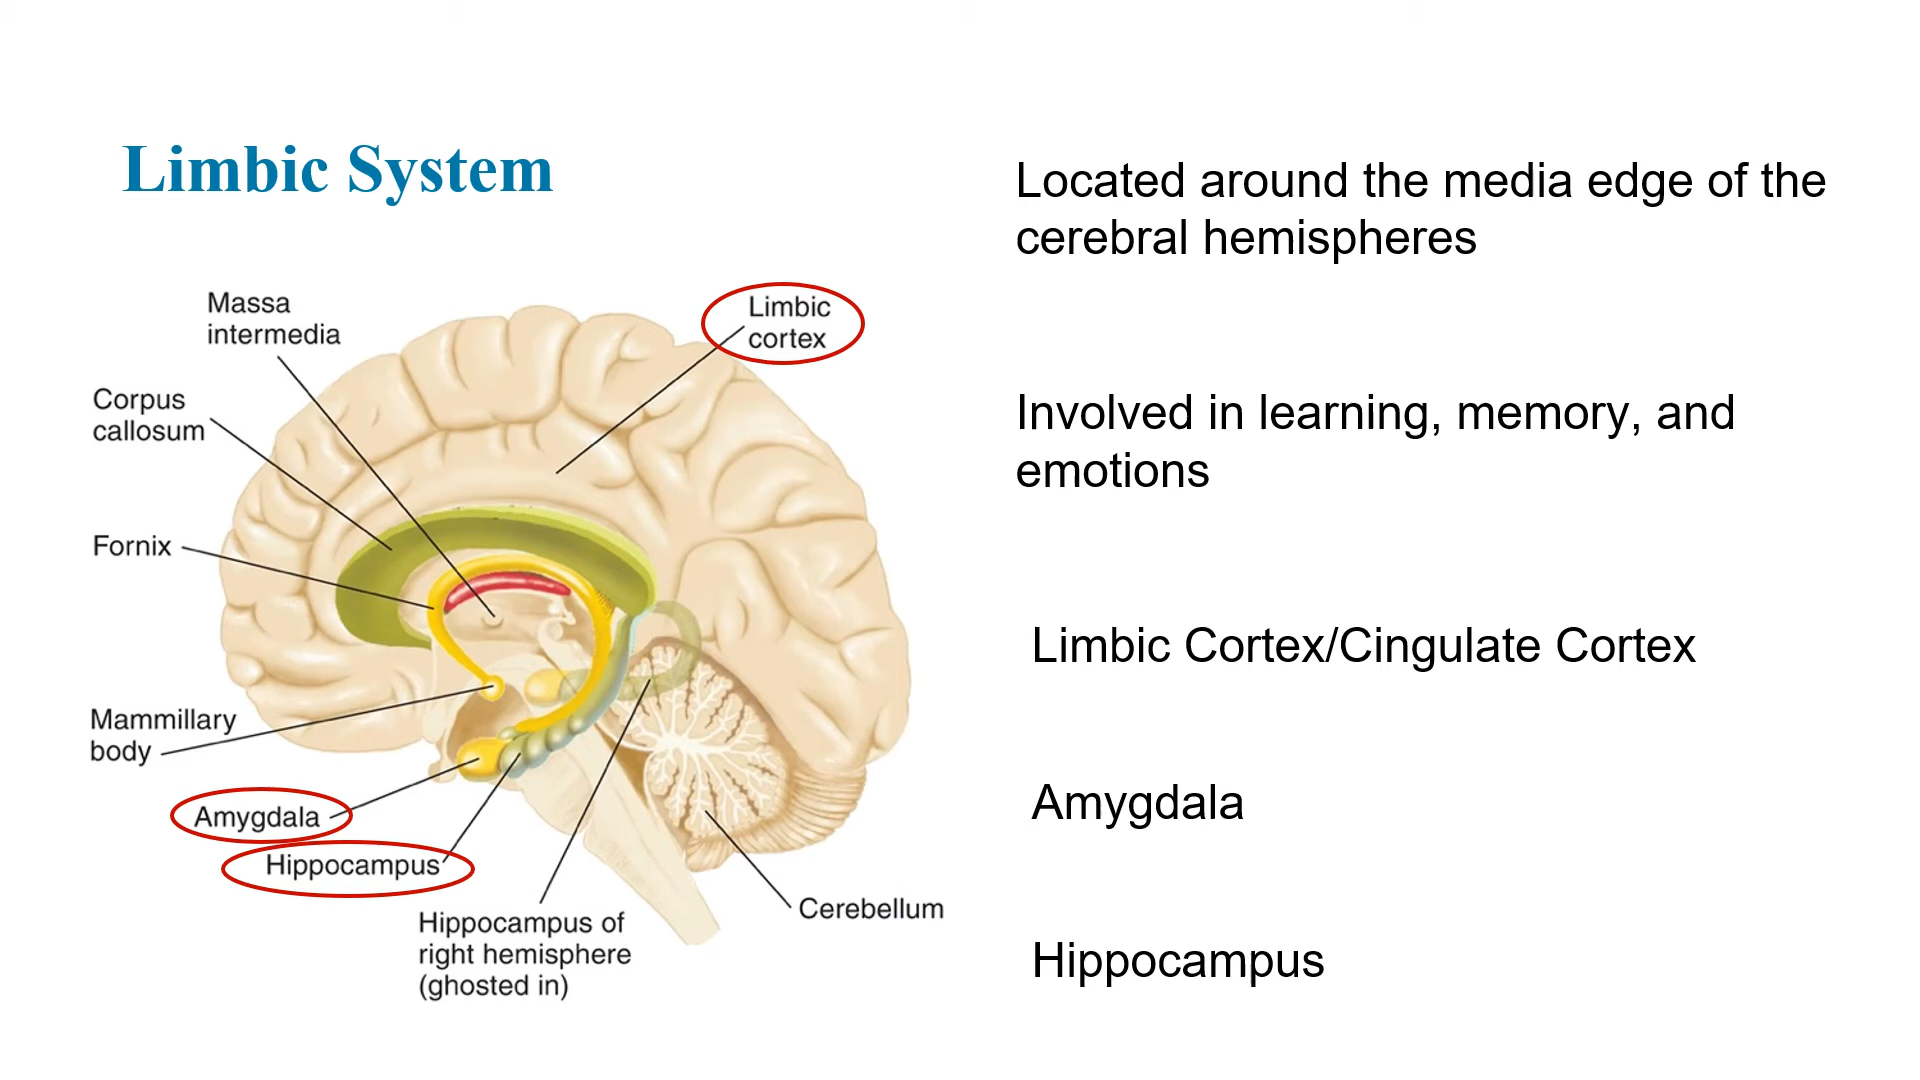 Limbic System
Massa
intermedia
Corpus
callosum
Fornix
Mammillary
body
Amygdala
Hippocampus
Hippocampus of
right hemisphere
(ghosted in)
Cerebellum
Limbic
cortex
Located around the media edge of the
cerebral hemispheres
Involved in learning, memory, and
emotions
Limbic Cortex/Cingulate Cortex
Amygdala
Hippocampus